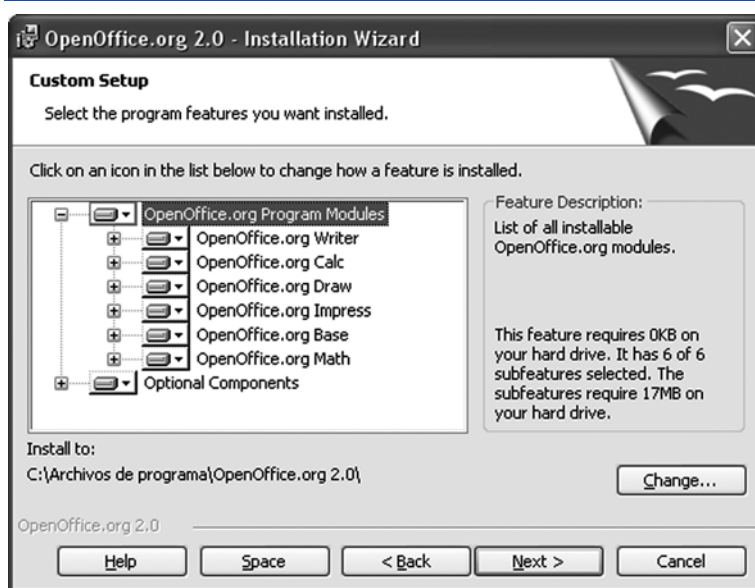 OpenOffice.org 2.0 - Installation Wizard
Custom Setup
Select the program features you want installed.
Click on an icon in the list below to change how a feature is installed.
OpenOffice.org Program Modules
OpenOffice.org Writer
OpenOffice.org Calc
OpenOffice.org Draw
OpenOffice.org Impress
OpenOffice.org Base
OpenOffice.org Math
Optional Components
Feature Description:
List of all installable
OpenOffice.org modules.
This feature requires 0KB on
your hard drive. It has 6 of 6
subfeatures selected. The
subfeatures require 17MB on
your hard drive.
Install to:
C:\Archivos de programa\OpenOffice.org 2.0\
Change...
OpenOffice.org 2.0
Help Space < Back Next > Cancel